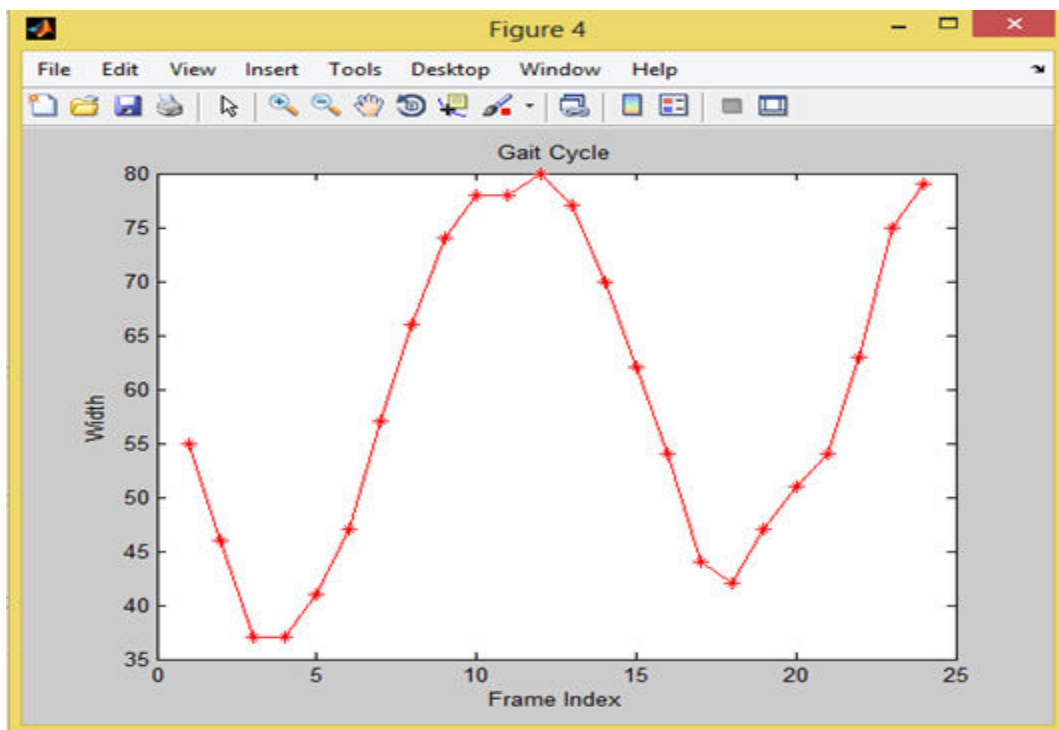 Figure 4
File Edit View Insert Tools Desktop Window Help
Gait Cycle
80
75
70
65
60
55
50
45
40
35
Width
0 5 10 15 20 25
Frame Index